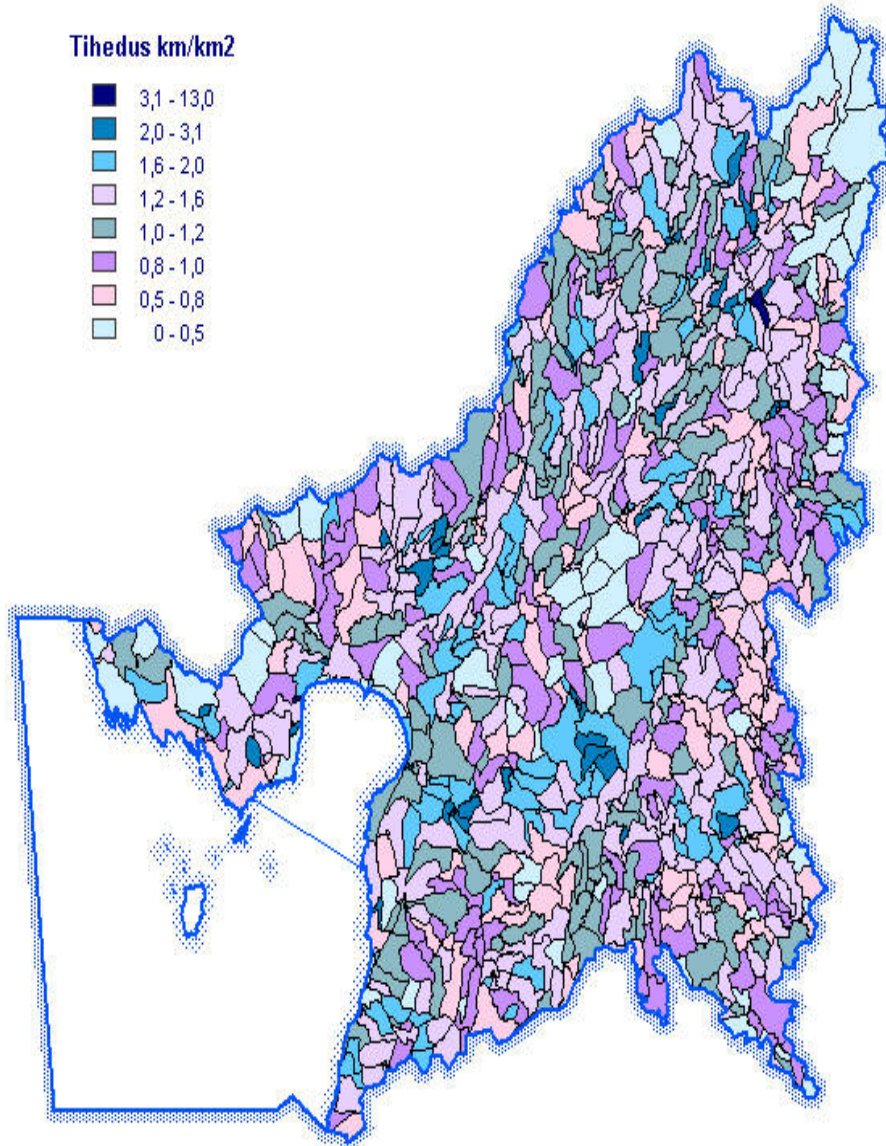 Tihedus km/km2
3,1 - 13,0
2,0 - 3,1
1,6 - 2,0
1,2 - 1,6
1,0 - 1,2
0,8 - 1,0
0,5 - 0,8
0 - 0,5